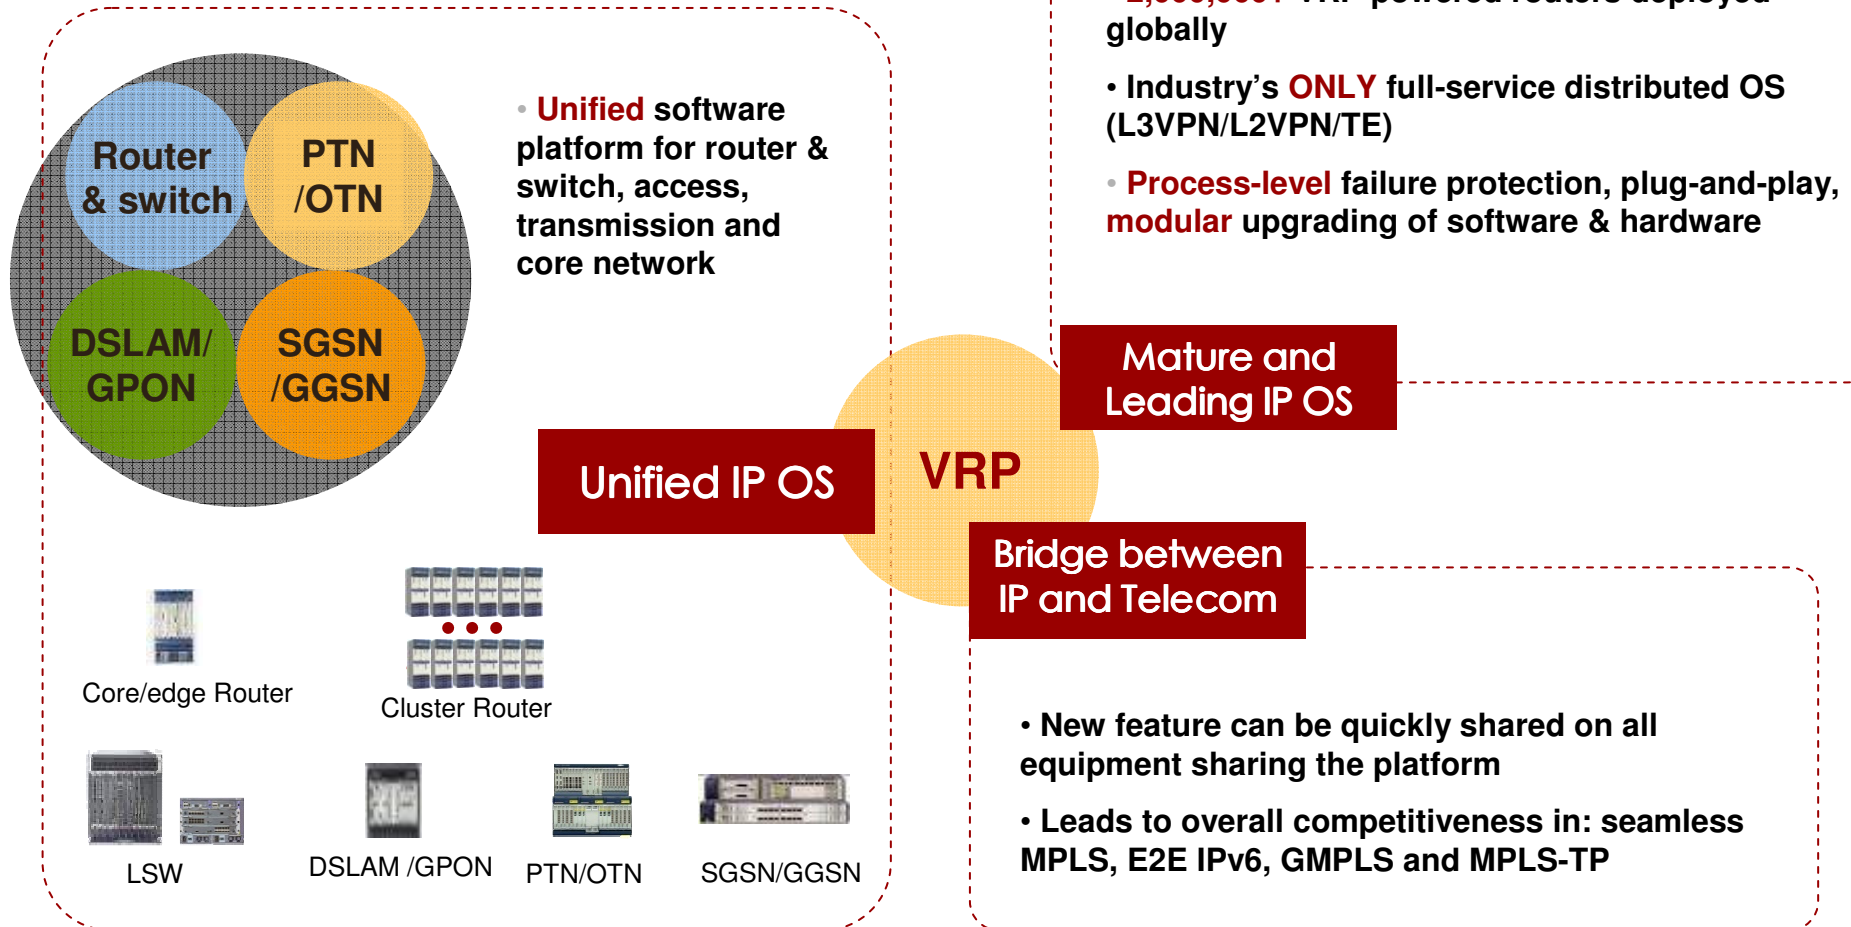 Router
& switch
PTN
/OTN
DSLAM/
GPON
SGSN
/GGSN
• Unified software
platform for router &
switch, access,
transmission and
core network
Unified IP OS
VRP
Core/edge Router
Cluster Router
LSW
DSLAM /GPON
PTN/OTN
SGSN/GGSN
VRP powered routers deployed
globally
• Industry's ONLY full-service distributed OS
(L3VPN/L2VPN/TE)
• Process-level failure protection, plug-and-play,
modular upgrading of software & hardware
Mature and
Leading IP OS
Bridge between
IP and Telecom
• New feature can be quickly shared on all
equipment sharing the platform
• Leads to overall competitiveness in: seamless
MPLS, E2E IPv6, GMPLS and MPLS-TP